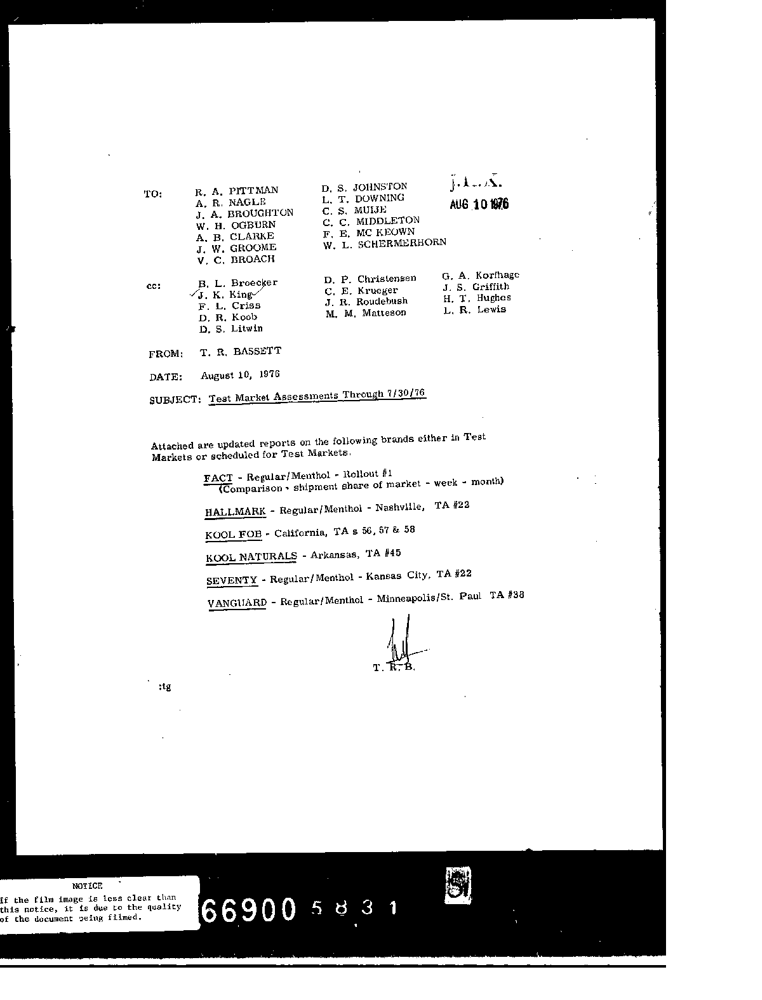 J. K.
TO: R. A. PITTMAN D. S. JOHNSTON AUG 10 1976
A. R. NAGLE L. T. DOWNING
J. A. BROUGHTON C. S. MUIJE
W. H. OGBURN C. C. MIDDLETON
A. B. CLARKE F. E. MC KEOWN
J. W. GROOME W. L. SCHERMERHORN
V. C. BROACH
cc: B. L. Broecker D. P. Christensen G. A. Korfhage
J. K. King C. E. Krueger J. S. Griffith
F. L. Criss J. R. Roudebush H. T. Hughes
D. R. Koob M. M. Matteson L. R. Lewis
D. S. Litwin
FROM: T. R. BASSETT
DATE: August 10, 1976
SUBJECT: Test Market Assessments Through 7/30/76
Attached are updated reports on the following brands either in Test
Markets or scheduled for Test Markets.
FACT - Regular/Menthol - Rollout #1
(Comparison - shipment share of market - week - month)
HALLMARK - Regular/Menthol - Nashville, TA #22
KOOL FOB - California, TA s 56, 57 & 58
KOOL NATURALS - Arkansas, TA #45
SEVENTY - Regular/Menthol - Kansas City, TA #22
VANGUARD - Regular/Menthol - Minneapolis/St. Paul TA #38
T. R. B.
:tg
NOTICE
If the film image is less clear than
this notice, it is due to the quality
of the document being filmed.
66900 5831